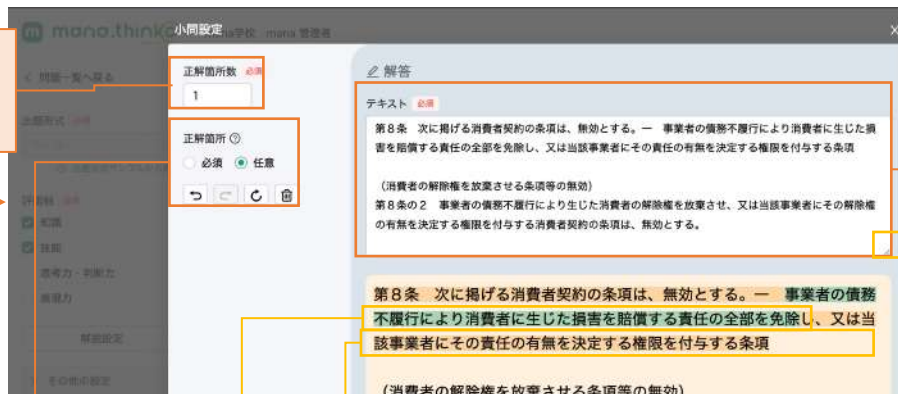 mana.think
小問設定
mana学校 mana 管理者
X
< 問題一覧へ戻る
出題形式 必須
評価軸 必須
知識
技能
思考力・判断力
表現力
解説設定
その他の設定
正解箇所数 必須
1
正解箇所 ?
必須 任意
解答
テキスト 必須
第8条 次に掲げる消費者契約の条項は、無効とする。一 事業者の債務不履行により消費者に生じた損
害を賠償する責任の全部を免除し、又は当該事業者にその責任の有無を決定する権限を付与する条項
(消費者の解除権を放棄させる条項等の無効)
第8条の2 事業者の債務不履行により生じた消費者の解除権を放棄させ、又は当該事業者にその解除権
の有無を決定する権限を付与する消費者契約の条項は、無効とする。
第8条 次に掲げる消費者契約の条項は、無効とする。一 事業者の債務
不履行により消費者に生じた損害を賠償する責任の全部を免除し、又は当
該事業者にその責任の有無を決定する権限を付与する条項
(消費者の解除権を放棄させる条項等の無効)